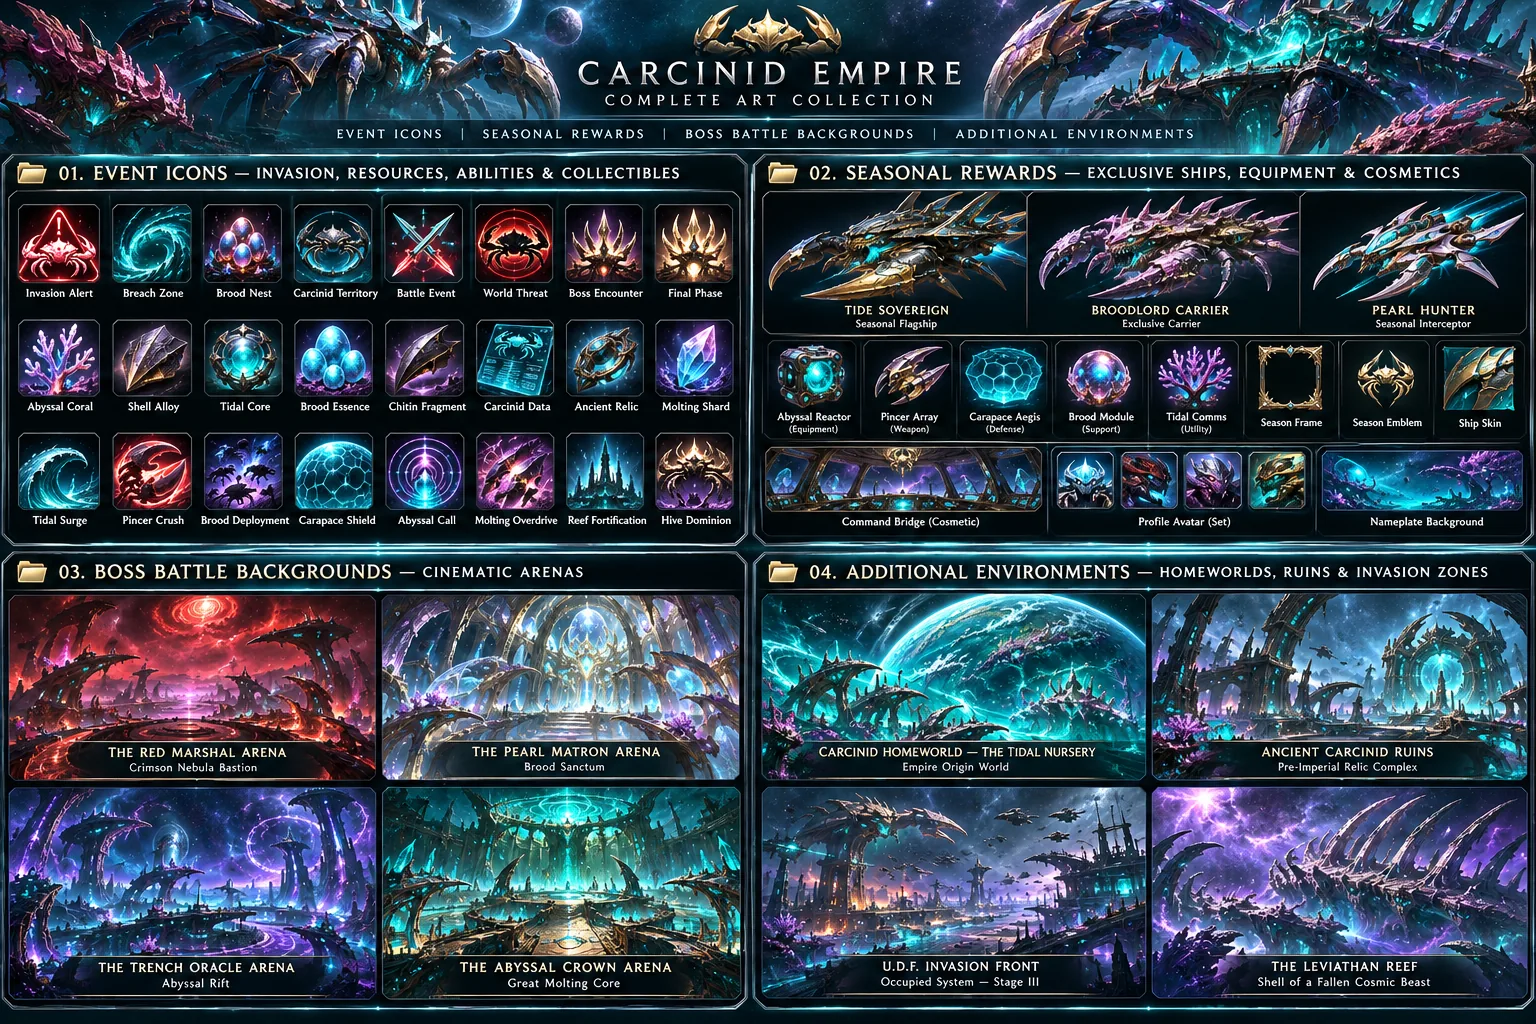 CARCINID EMPIRE
COMPLETE ART COLLECTION
EVENT ICONS | SEASONAL REWARDS | BOSS BATTLE BACKGROUNDS | ADDITIONAL ENVIRONMENTS
01. EVENT ICONS — INVASION, RESOURCES, ABILITIES & COLLECTIBLES
Invasion Alert
Breach Zone
Brood Nest
Carcinid Territory
Battle Event
World Threat
Boss Encounter
Final Phase
Abyssal Coral
Shell Alloy
Tidal Core
Brood Essence
Chitin Fragment
Carcinid Data
Ancient Relic
Molting Shard
Tidal Surge
Pincer Crush
Brood Deployment
Carapace Shield
Abyssal Call
Molting Overdrive
Reef Fortification
Hive Dominion
02. SEASONAL REWARDS — EXCLUSIVE SHIPS, EQUIPMENT & COSMETICS
TIDE SOVEREIGN
Seasonal Flagship
BROODLORD CARRIER
Exclusive Carrier
PEARL HUNTER
Seasonal Interceptor
Abyssal Reactor
(Equipment)
Pincer Array
(Weapon)
Carapace Aegis
(Defense)
Brood Module
(Support)
Tidal Comms
(Utility)
Season Frame
Season Emblem
Ship Skin
Command Bridge (Cosmetic)
Profile Avatar (Set)
Nameplate Background
03. BOSS BATTLE BACKGROUNDS — CINEMATIC ARENAS
THE RED MARSHAL ARENA
Crimson Nebula Bastion
THE PEARL MATRON ARENA
Brood Sanctum
THE TRENCH ORACLE ARENA
Abyssal Rift
THE ABYSSAL CROWN ARENA
Great Molting Core
04. ADDITIONAL ENVIRONMENTS — HOMEWORLDS, RUINS & INVASION ZONES
CARCINID HOMEWORLD — THE TIDAL NURSERY
Empire Origin World
ANCIENT CARCINID RUINS
Pre-Imperial Relic Complex
U.D.F. INVASION FRONT
Occupied System — Stage III
THE LEVIATHAN REEF
Shell of a Fallen Cosmic Beast